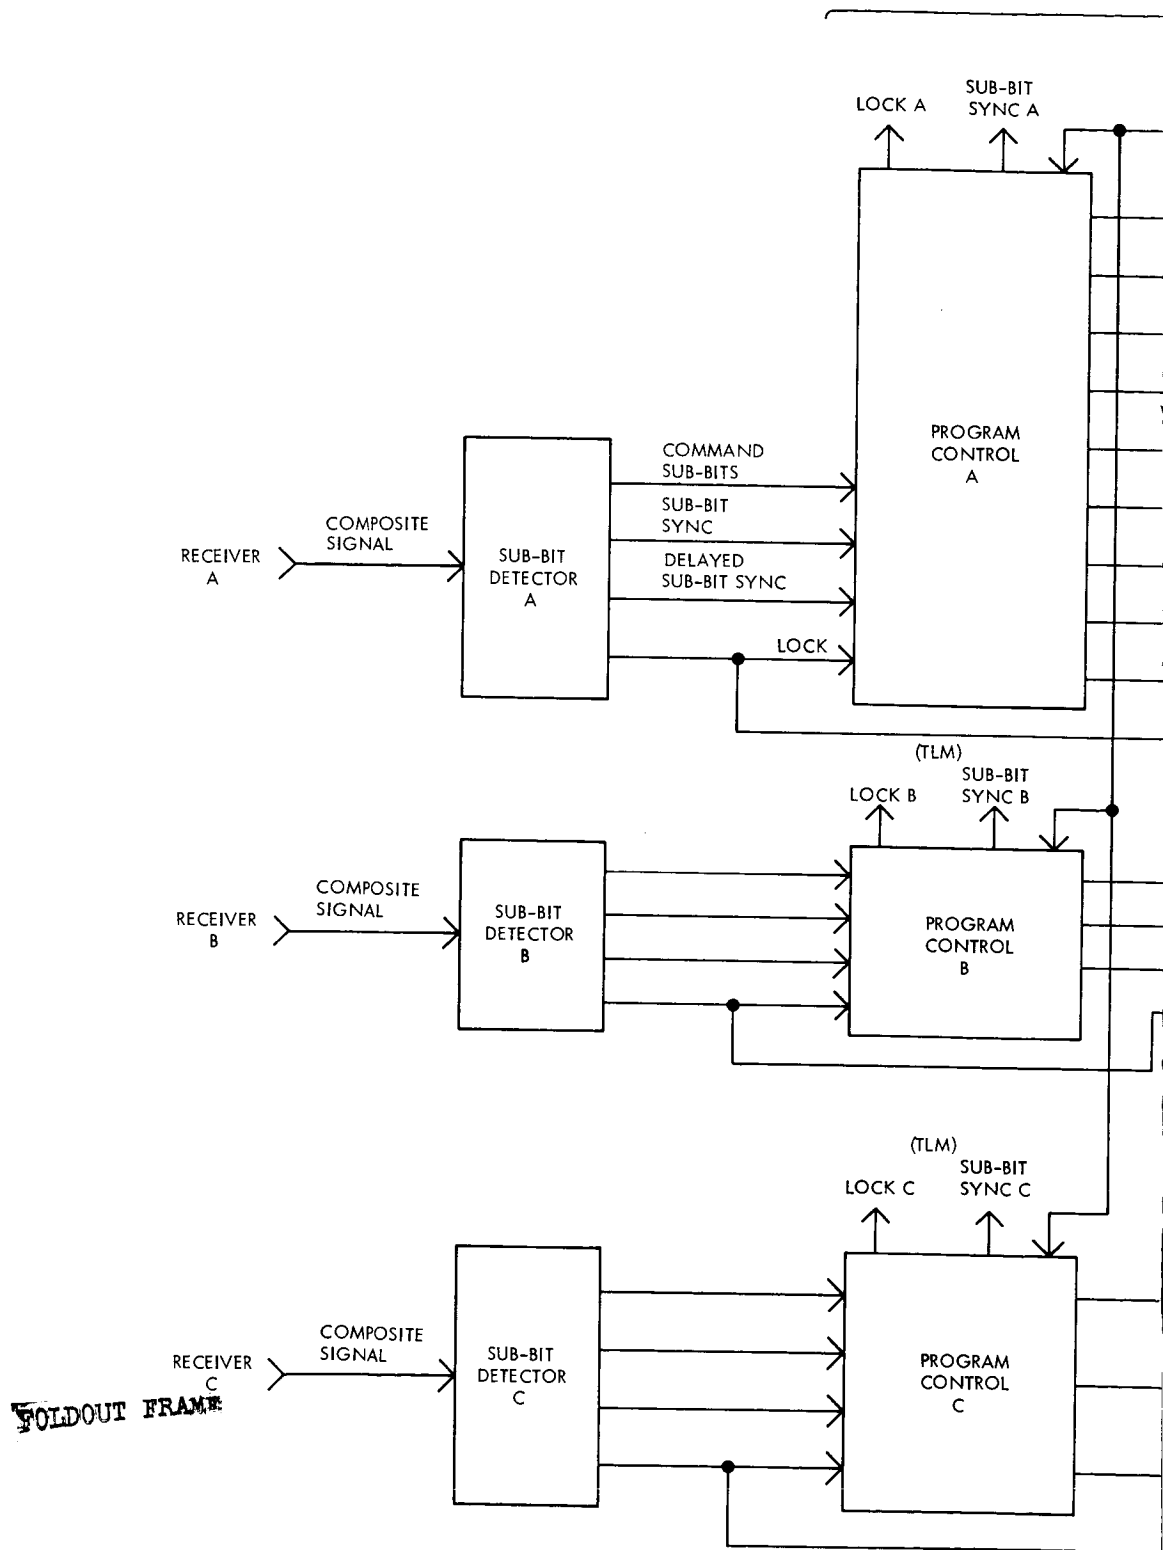 LOCK A
SUB-BIT
SYNC A
PROGRAM
CONTROL
A
COMMAND
SUB-BITS
SUB-BIT
SYNC
DELAYED
SUB-BIT SYNC
LOCK
COMPOSITE
SIGNAL
RECEIVER
A
SUB-BIT
DETECTOR
A
(TLM)
LOCK B
SUB-BIT
SYNC B
COMPOSITE
SIGNAL
RECEIVER
B
SUB-BIT
DETECTOR
B
PROGRAM
CONTROL
B
(TLM)
LOCK C
SUB-BIT
SYNC C
COMPOSITE
SIGNAL
RECEIVER
C
SUB-BIT
DETECTOR
C
PROGRAM
CONTROL
C
FOLDOUT FRAME